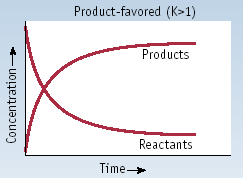 Product-favored (K>1)
Products
Concentration
Reactants
Time